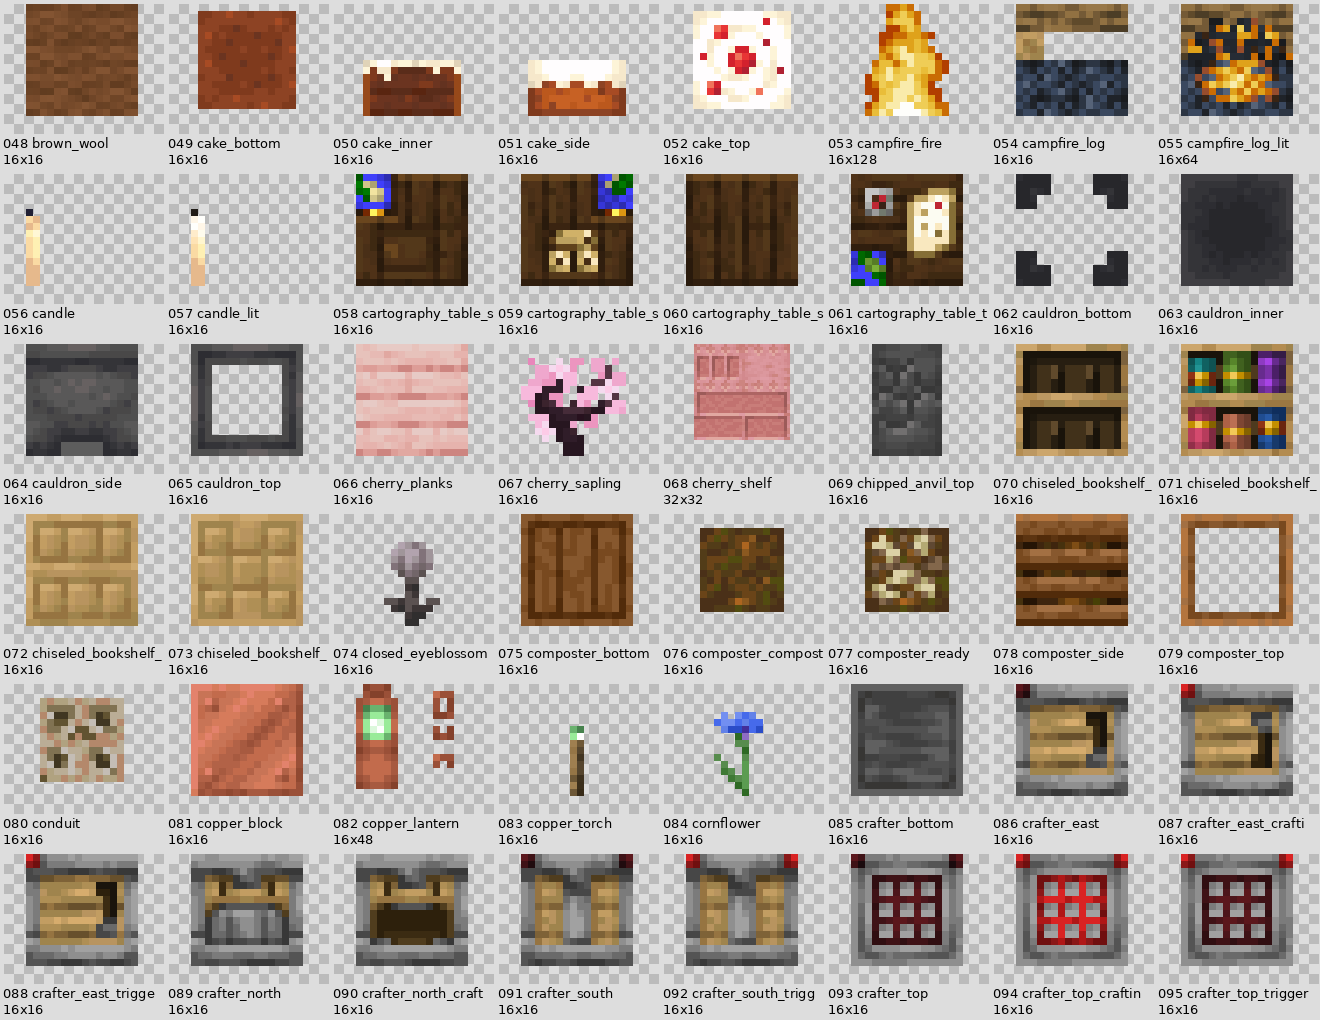 048 brown_wool
16x16
049 cake_bottom
16x16
050 cake_inner
16x16
051 cake_side
16x16
052 cake_top
16x16
053 campfire_fire
16x128
054 campfire_log
16x16
055 campfire_log_lit
16x64
056 candle
16x16
057 candle_lit
16x16
058 cartography_table_s
16x16
059 cartography_table_s
16x16
060 cartography_table_s
16x16
061 cartography_table_t
16x16
062 cauldron_bottom
16x16
063 cauldron_inner
16x16
064 cauldron_side
16x16
065 cauldron_top
16x16
066 cherry_planks
16x16
067 cherry_sapling
16x16
068 cherry_shelf
32x32
069 chipped_anvil_top
16x16
070 chiseled_bookshelf_
16x16
071 chiseled_bookshelf_
16x16
072 chiseled_bookshelf_
16x16
073 chiseled_bookshelf_
16x16
074 closed_eyeblossom
16x16
075 composter_bottom
16x16
076 composter_compost
16x16
077 composter_ready
16x16
078 composter_side
16x16
079 composter_top
16x16
080 conduit
16x16
081 copper_block
16x16
082 copper_lantern
16x48
083 copper_torch
16x16
084 cornflower
16x16
085 crafter_bottom
16x16
086 crafter_east
16x16
087 crafter_east_crafti
16x16
088 crafter_east_trigge
16x16
089 crafter_north
16x16
090 crafter_north_craft
16x16
091 crafter_south
16x16
092 crafter_south_trigg
16x16
093 crafter_top
16x16
094 crafter_top_craftin
16x16
095 crafter_top_trigger
16x16